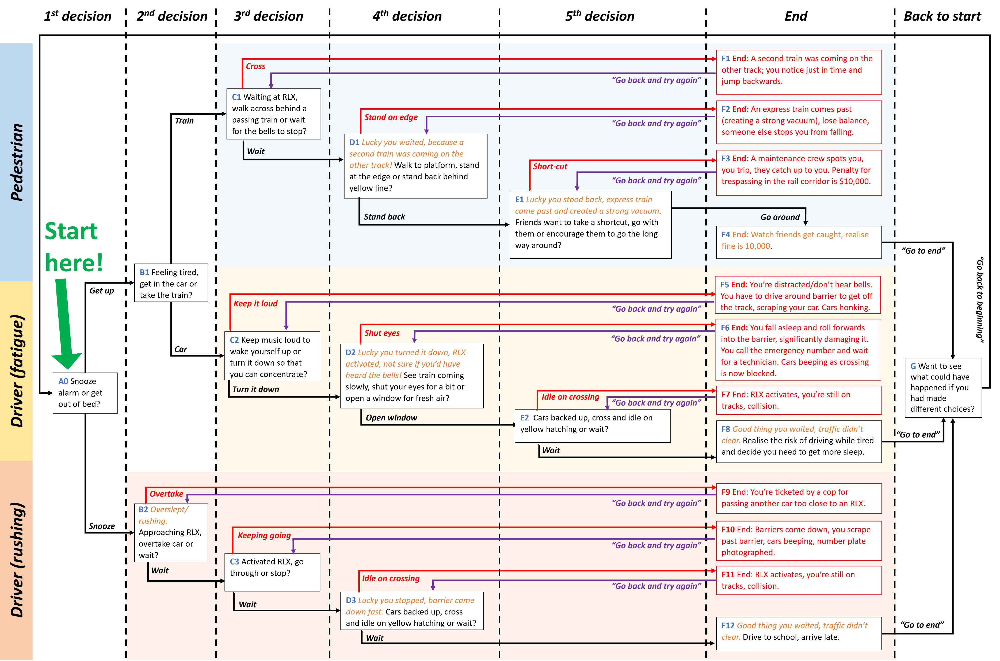 1st decision
2nd decision
3rd decision
4th decision
5th decision
End
Back to start
Pedestrian
Driver (fatigue)
Driver (rushing)
Start
here!
A0 Snooze
alarm or get
out of bed?
Get up
Snooze
B1 Feeling tired,
get in the car or
take the train?
Train
Car
C1 Waiting at RLX,
walk across behind a
passing train or wait
for the bells to stop?
Cross
Wait
"Go back and try again"
F1 End: A second train was coming on the
other track; you notice just in time and
jump backwards.
D1 Lucky you waited, because a
second train was coming on the
other track! Walk to platform, stand
at the edge or stand back behind
yellow line?
Stand on edge
Stand back
"Go back and try again"
F2 End: An express train comes past
(creating a strong vacuum), lose balance,
someone else stops you from falling.
E1 Lucky you stood back, express train
came past and created a strong vacuum.
Friends want to take a shortcut, go with
them or encourage them to go the long
way around?
Short-cut
"Go back and try again"
F3 End: A maintenance crew spots you,
you trip, they catch up to you. Penalty for
trespassing in the rail corridor is $10,000.
Go around
F4 End: Watch friends get caught, realise
fine is 10,000.
"Go to end"
"Go back to beginning"
C2 Keep music loud to
wake yourself up or
turn it down so that
you can concentrate?
Keep it loud
Turn it down
"Go back and try again"
F5 End: You're distracted/don't hear bells.
You have to drive around barrier to get off
the track, scraping your car. Cars honking.
D2 Lucky you turned it down, RLX
activated, not sure if you'd have
heard the bells! See train coming
slowly, shut your eyes for a bit or
open a window for fresh air?
Shut eyes
Open window
"Go back and try again"
F6 End: You fall asleep and roll forwards
into the barrier, significantly damaging it.
You call the emergency number and wait
for a technician. Cars beeping as crossing
is now blocked.
E2 Cars backed up, cross and idle on
yellow hatching or wait?
Idle on crossing
Wait
"Go back and try again"
F7 End: RLX activates, you're still on
tracks, collision.
F8 Good thing you waited, traffic didn't
clear. Realise the risk of driving while tired
and decide you need to get more sleep.
"Go to end"
G Want to see
what could have
happened if you
had made
different choices?
B2 Overslept/
rushing.
Approaching RLX,
overtake car or
wait?
Overtake
Wait
"Go back and try again"
F9 End: You're ticketed by a cop for
passing another car too close to an RLX.
C3 Activated RLX, go
through or stop?
Keeping going
Wait
"Go back and try again"
F10 End: Barriers come down, you scrape
past barrier, cars beeping, number plate
photographed.
D3 Lucky you stopped, barrier came
down fast. Cars backed up, cross
and idle on yellow hatching or wait?
Idle on crossing
Wait
"Go back and try again"
F11 End: RLX activates, you're still on
tracks, collision.
F12 Good thing you waited, traffic didn't
clear. Drive to school, arrive late.
"Go to end"